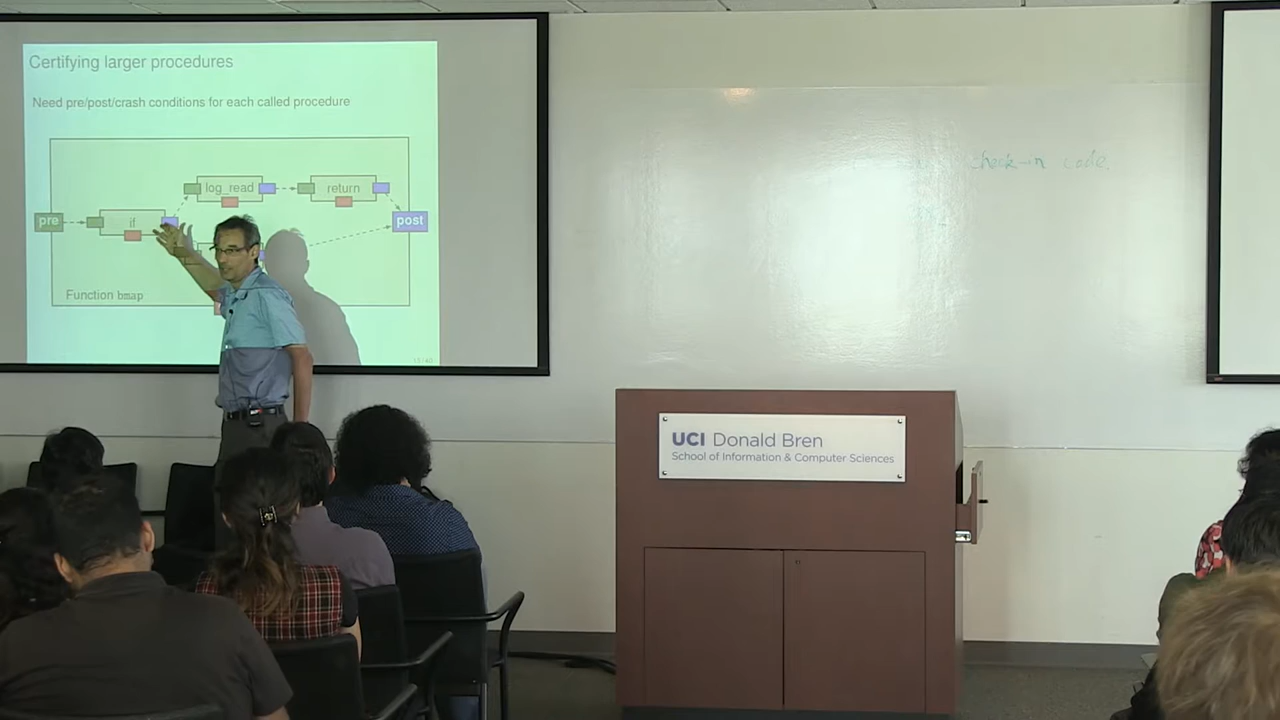 Certifying larger procedures
Need pre/post/crash conditions for each called procedure
log_read
return
pre
if
post
Function bmap
check-in code
UCI Donald Bren
School of Information & Computer Sciences